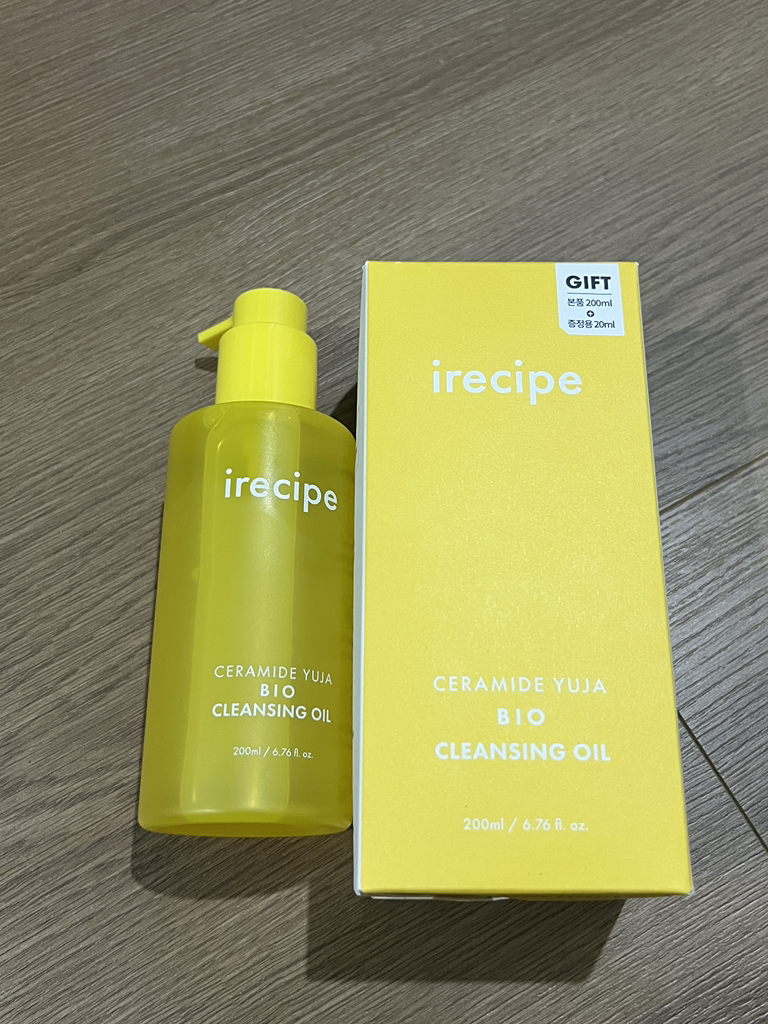 irecipe
CERAMIDE YUJA
BIO
CLEANSING OIL
200ml / 6.76 fl. oz.
GIFT
본품 200ml
+
증정용 20ml
irecipe
CERAMIDE YUJA
BIO
CLEANSING OIL
200ml / 6.76 fl. oz.